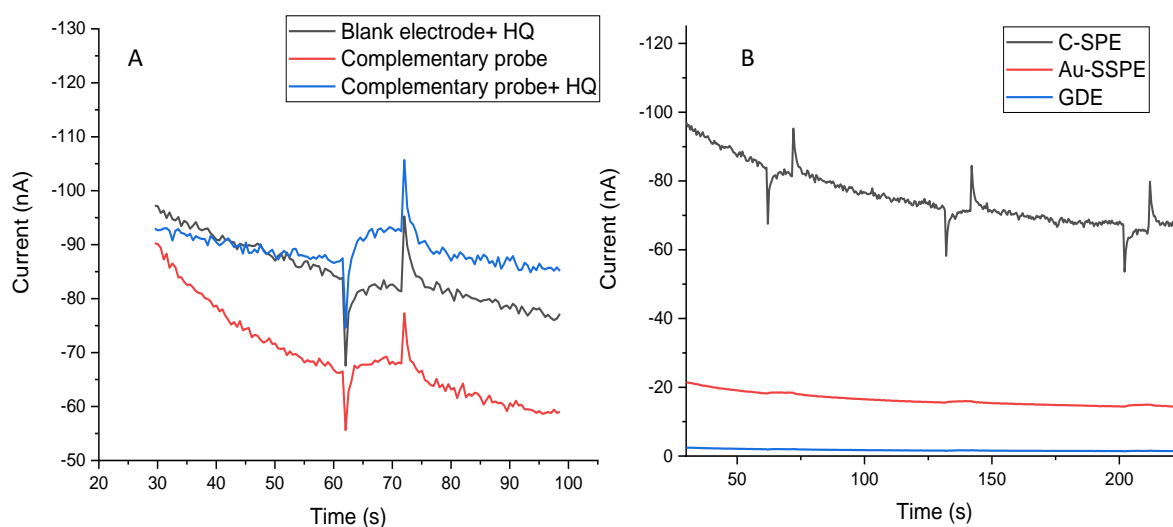 A
Blank electrode+ HQ
Complementary probe
Complementary probe+ HQ
-130
-120
-110
-100
-90
-80
-70
-60
-50
Current (nA)
20 30 40 50 60 70 80 90 100
Time (s)
B
C-SPE
Au-SSPE
GDE
-120
-100
-80
-60
-40
-20
0
Current (nA)
50 100 150 200
Time (s)